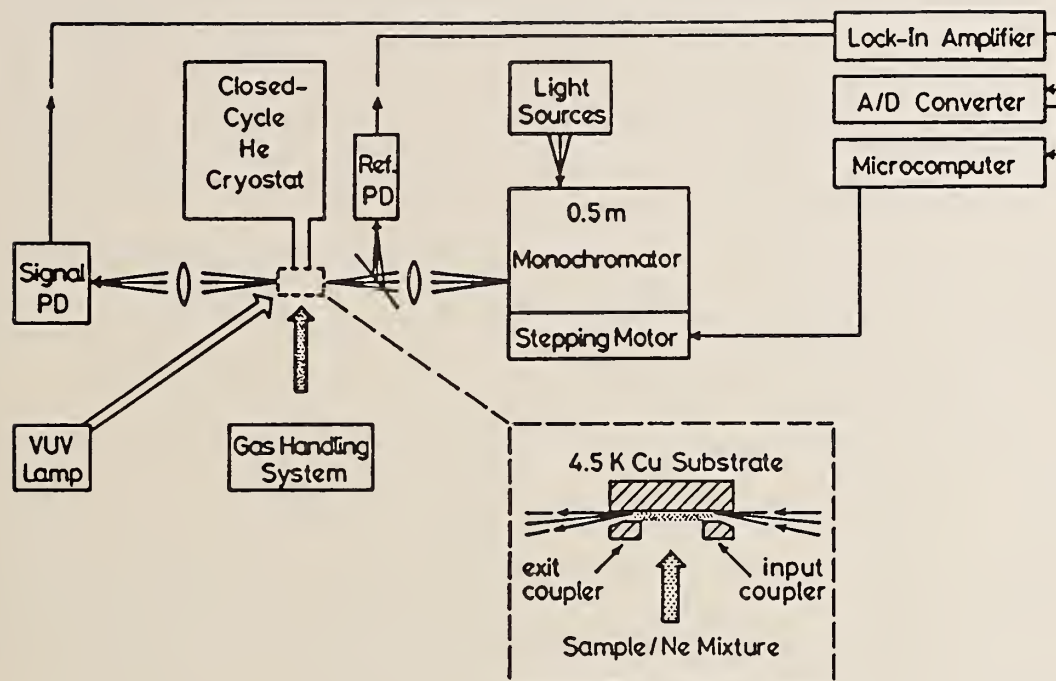 Lock-In Amplifier
A/D Converter
Microcomputer
Closed-
Cycle
He
Cryostat
Light
Sources
Ref.
PD
0.5 m
Monochromator
Stepping Motor
Signal
PD
VUV
Lamp
Gas Handling
System
4.5 K Cu Substrate
exit
coupler
input
coupler
Sample/Ne Mixture